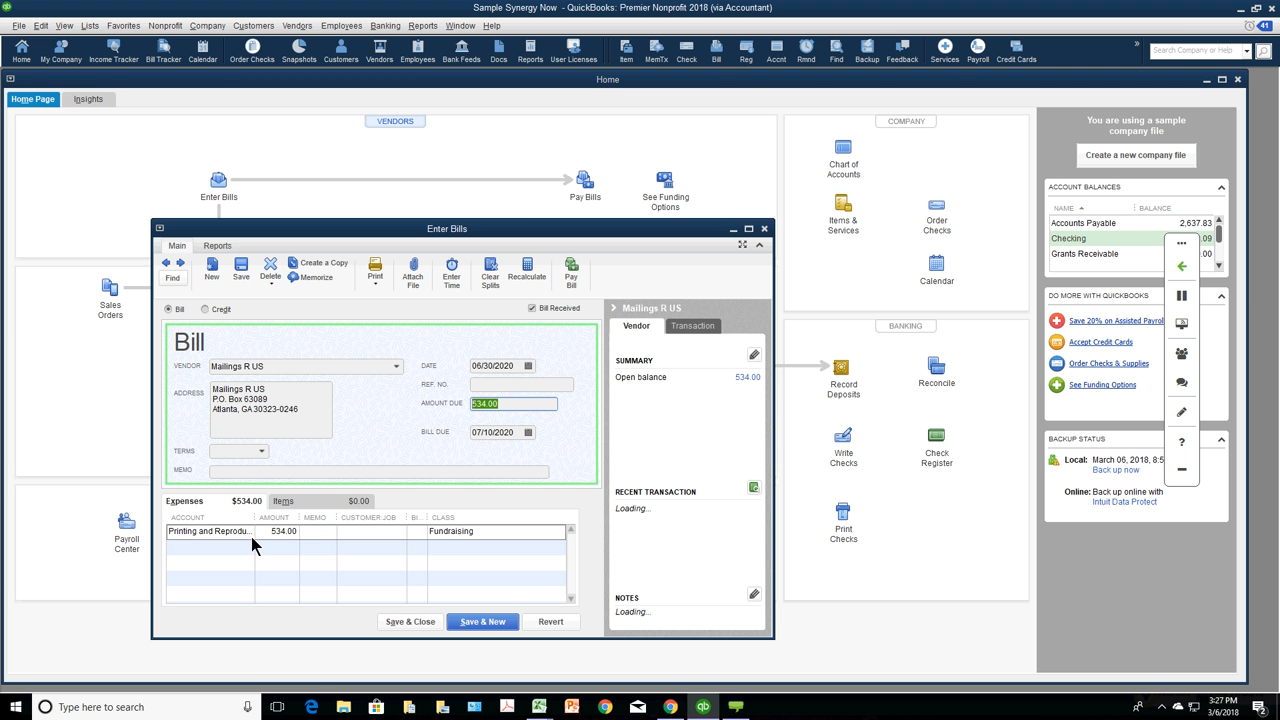 Sample Synergy Now - QuickBooks: Premier Nonprofit 2018 (via Accountant)
File Edit View Lists Favorites Nonprofit Company Customers Vendors Employees Banking Reports Window Help 41
Home My Company Income Tracker Bill Tracker Calendar Order Checks Snapshots Customers Vendors Employees Bank Feeds Docs Reports User Licenses Item MemTx Check Bill Reg Accnt Rmnd Find Backup Feedback Services Payroll Credit Cards » Search Company or Help
Home
Home Page Insights
VENDORS
Enter Bills
Pay Bills
See Funding
Options
COMPANY
Chart of
Accounts
Items &
Services
Order
Checks
Calendar
You are using a sample
company file
Create a new company file
ACCOUNT BALANCES
NAME BALANCE
Accounts Payable 2,637.83
Checking .09
Grants Receivable .00
DO MORE WITH QUICKBOOKS
Save 20% on Assisted Payrol
Accept Credit Cards
Order Checks & Supplies
See Funding Options
BACKUP STATUS
Local: March 06, 2018, 8:5
Back up now
Online: Back up online with
Intuit Data Protect
?
Sales
Orders
Payroll
Center
BANKING
Record
Deposits
Reconcile
Write
Checks
Check
Register
Print
Checks
Enter Bills
Main Reports
Find
New
Save
Delete
Create a Copy
Memorize
Print
Attach
File
Enter
Time
Clear
Splits
Recalculate
Pay
Bill
Bill Credit Bill Received
Bill
VENDOR Mailings R US
ADDRESS Mailings R US
P.O. Box 63089
Atlanta, GA 30323-0246
TERMS
MEMO
DATE 06/30/2020
REF. NO.
AMOUNT DUE 534.00
BILL DUE 07/10/2020
Expenses $534.00 Items $0.00
ACCOUNT AMOUNT MEMO CUSTOMER:JOB BI... CLASS
Printing and Reprodu... 534.00 Fundraising
Save & Close Save & New Revert
Mailings R US
Vendor Transaction
SUMMARY
Open balance 534.00
RECENT TRANSACTION
Loading...
NOTES
Loading...
Type here to search
3:27 PM
3/6/2018
2